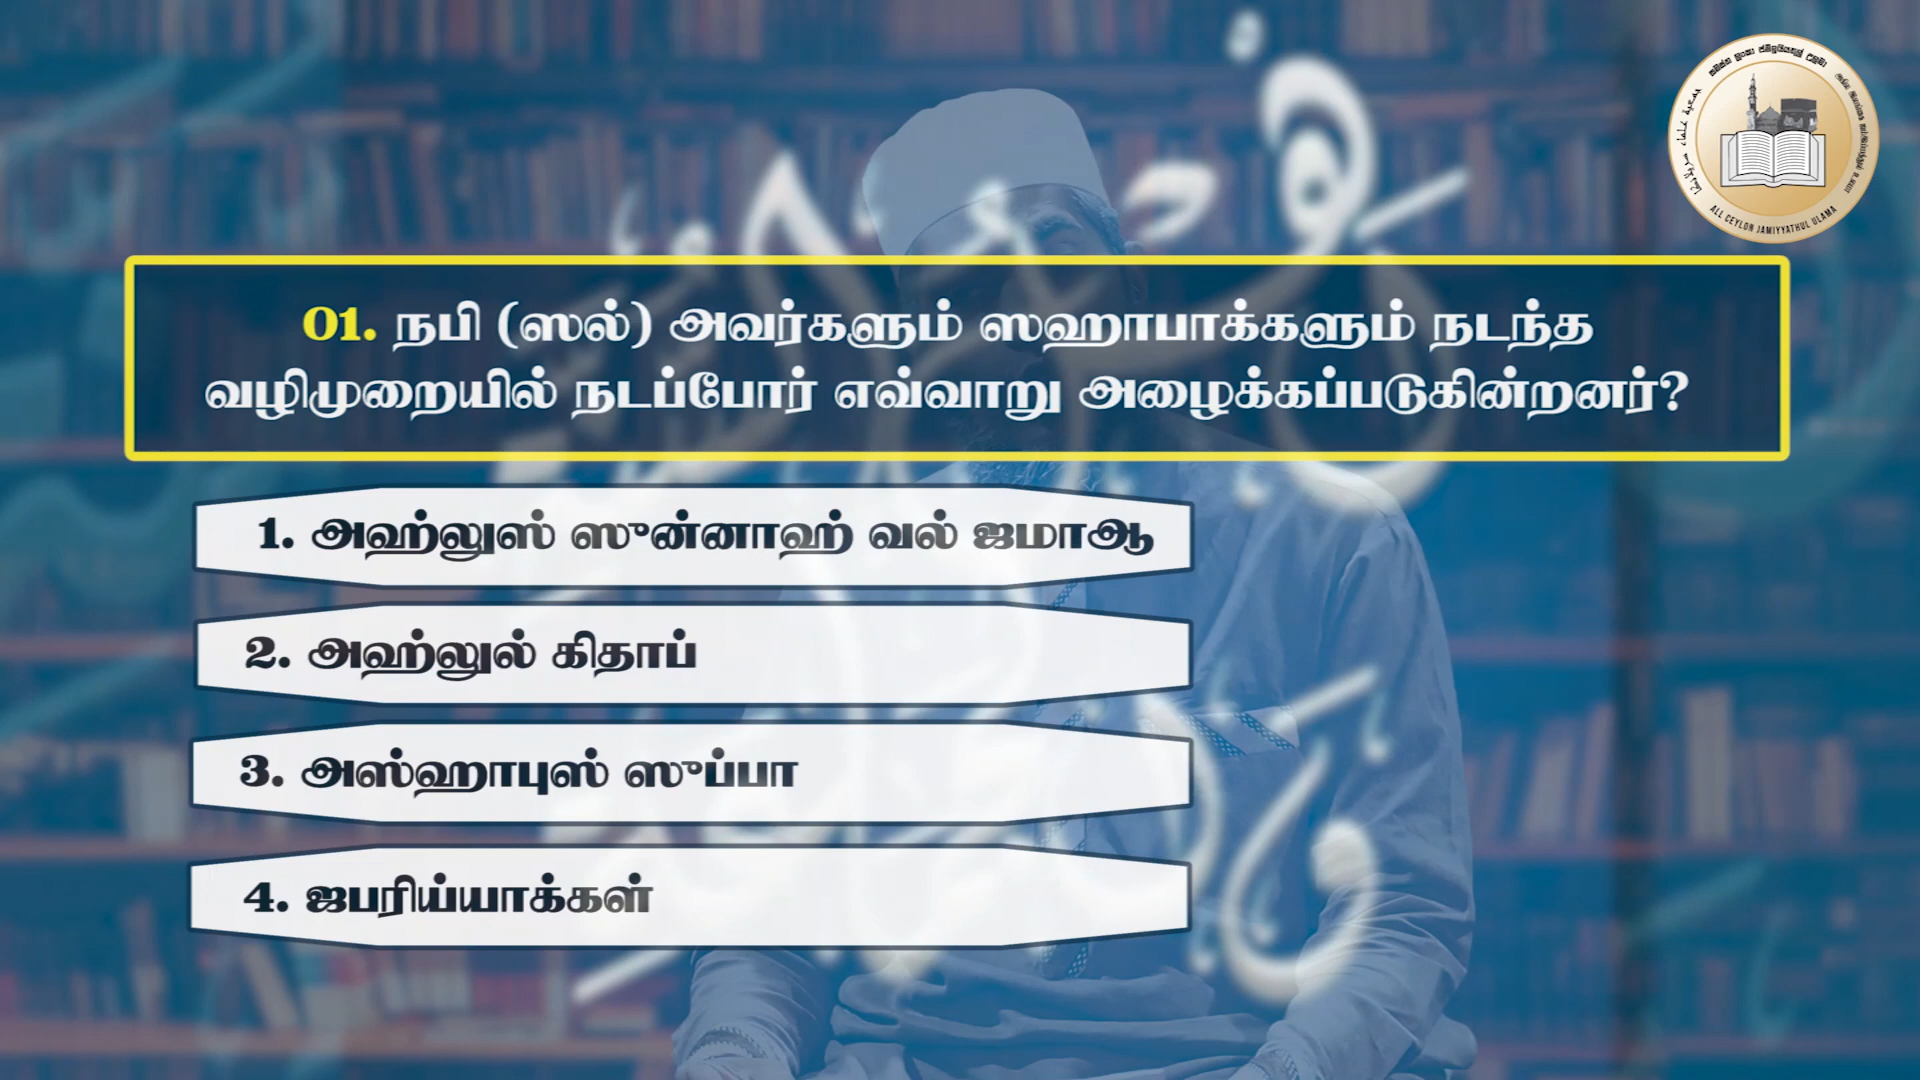 01. நபி (ஸல்) அவர்களும் ஸஹாபாக்களும் நடந்த
வழிமுறையில் நடப்போர் எவ்வாறு அழைக்கப்படுகின்றனர்?
1. அஹ்லுஸ் ஸுன்னாஹ் வல் ஜமாஆ
2. அஹ்லுல் கிதாப்
3. அஸ்ஹாபுஸ் ஸுப்பா
4. ஜபரிய்யாக்கள்
ALL CEYLON JAMIYYATHUL ULAMA